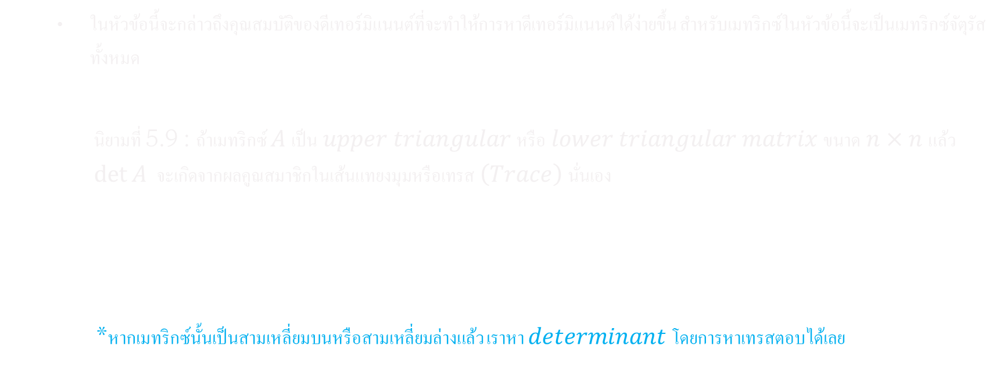 • ในหัวข้อนี้จะกล่าวถึงคุณสมบัติของดีเทอร์มิแนนต์ที่จะทำให้การหาดีเทอร์มิแนนต์ได้ง่ายขึ้น สำหรับเมทริกซ์ในหัวข้อนี้จะเป็นเมทริกซ์จัตุรัส
ทั้งหมด
นิยามที่ 5.9 : ถ้าเมทริกซ์ A เป็น upper triangular หรือ lower triangular matrix ขนาด n × n แล้ว
det A จะเกิดจากผลคูณสมาชิกในเส้นแทยงมุมหรือเทรส (Trace) นั่นเอง
*หากเมทริกซ์นั้นเป็นสามเหลี่ยมบนหรือสามเหลี่ยมล่างแล้ว เราหา determinant โดยการหาเทรสตอบได้เลย